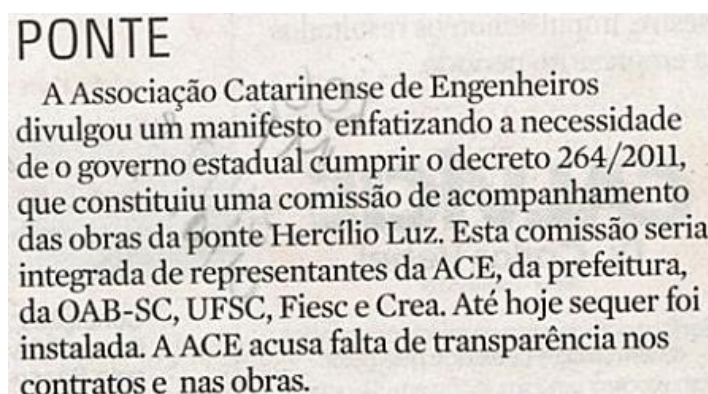 PONTE
A Associação Catarinense de Engenheiros
divulgou um manifesto enfatizando a necessidade
de o governo estadual cumprir o decreto 264/2011,
que constituiu uma comissão de acompanhamento
das obras da ponte Hercílio Luz. Esta comissão seria
integrada de representantes da ACE, da prefeitura,
da OAB-SC, UFSC, Fiesc e Crea. Até hoje sequer foi
instalada. A ACE acusa falta de transparência nos
contratos e nas obras.